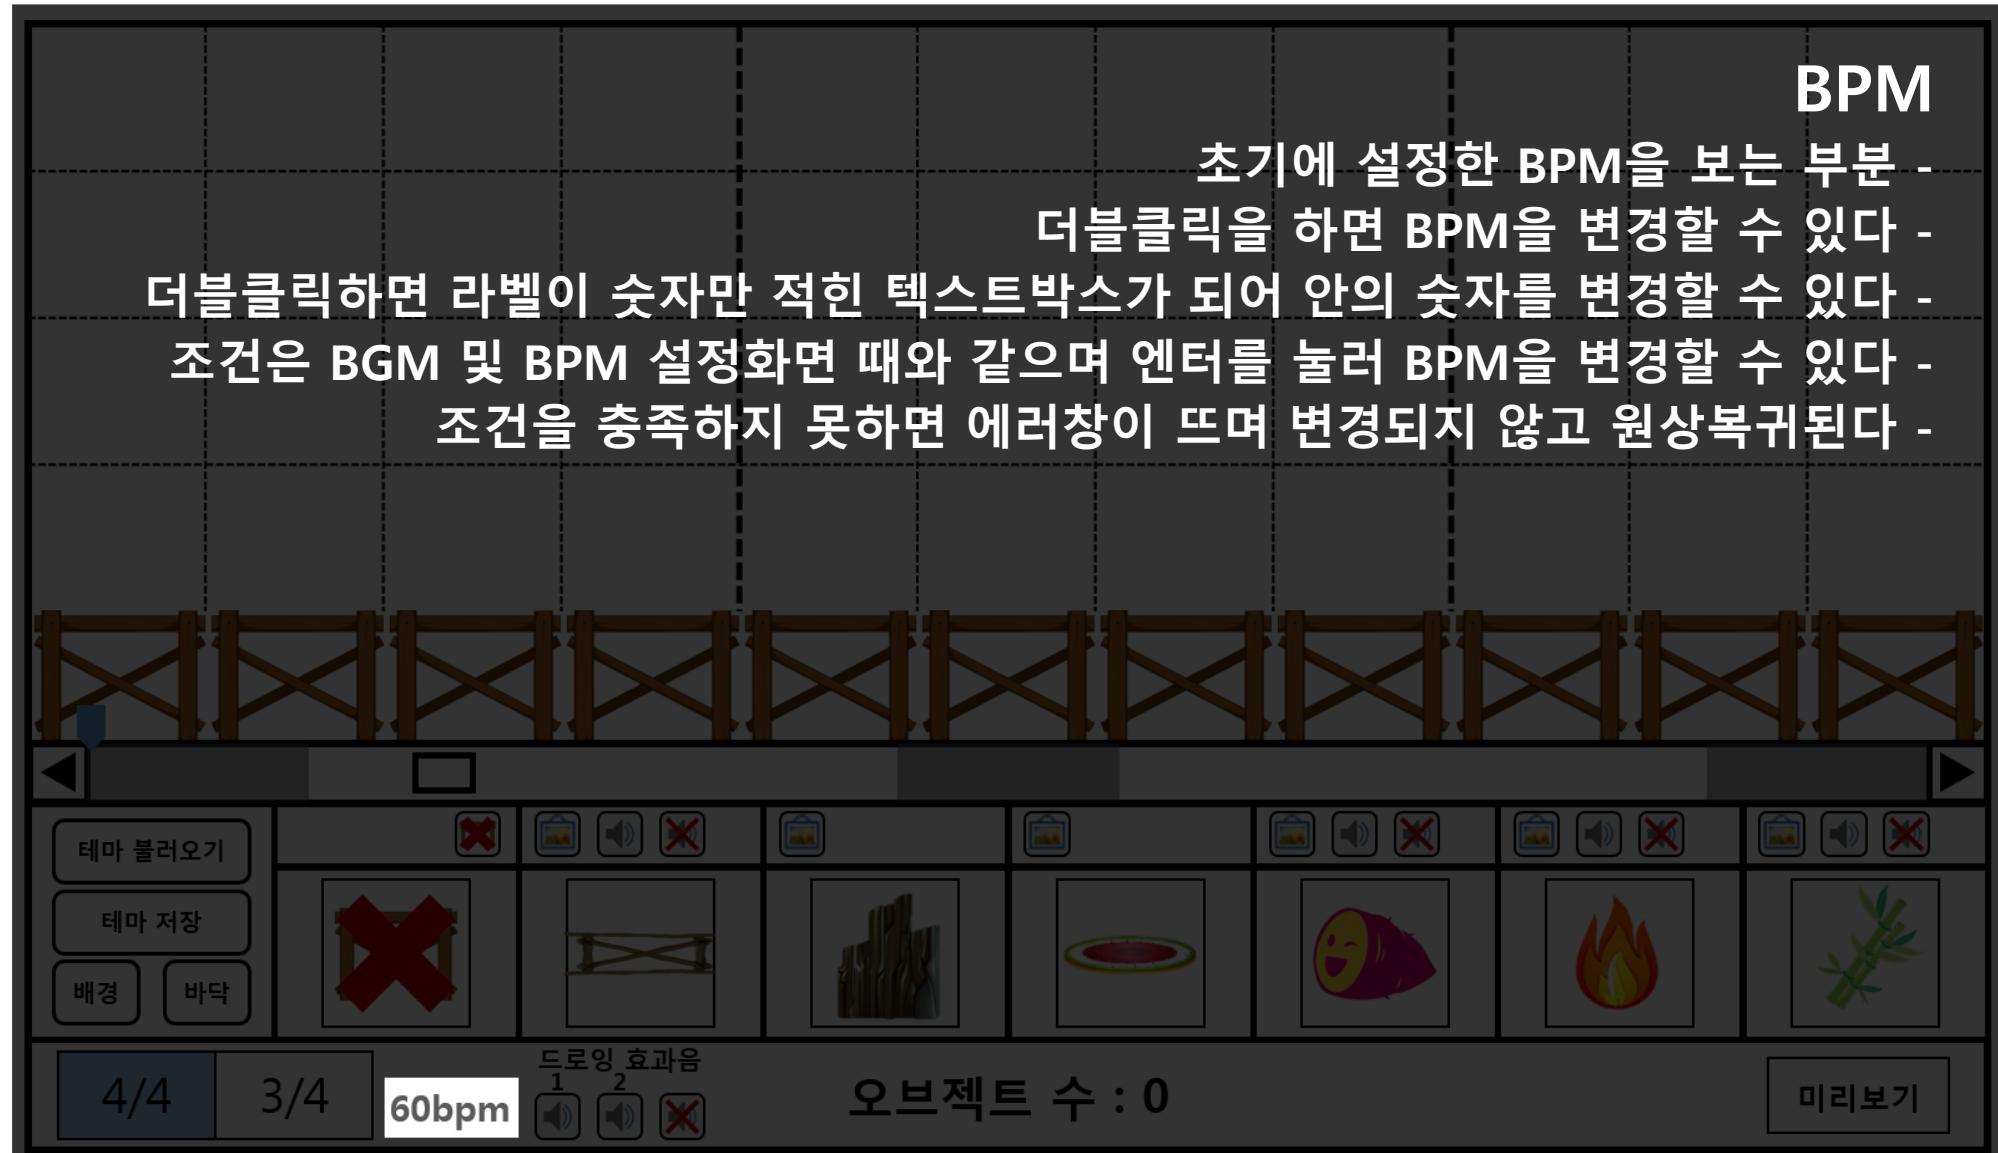 BPM
초기에 설정한 BPM을 보는 부분 -
더블클릭을 하면 BPM을 변경할 수 있다 -
더블클릭하면 라벨이 숫자만 적힌 텍스트박스가 되어 안의 숫자를 변경할 수 있다 -
조건은 BGM 및 BPM 설정화면 때와 같으며 엔터를 눌러 BPM을 변경할 수 있다 -
조건을 충족하지 못하면 에러창이 뜨며 변경되지 않고 원상복귀된다 -
테마 불러오기
테마 저장
배경 바닥
4/4 3/4
60bpm
드로잉 효과음
1 2
오브젝트 수 : 0
미리보기